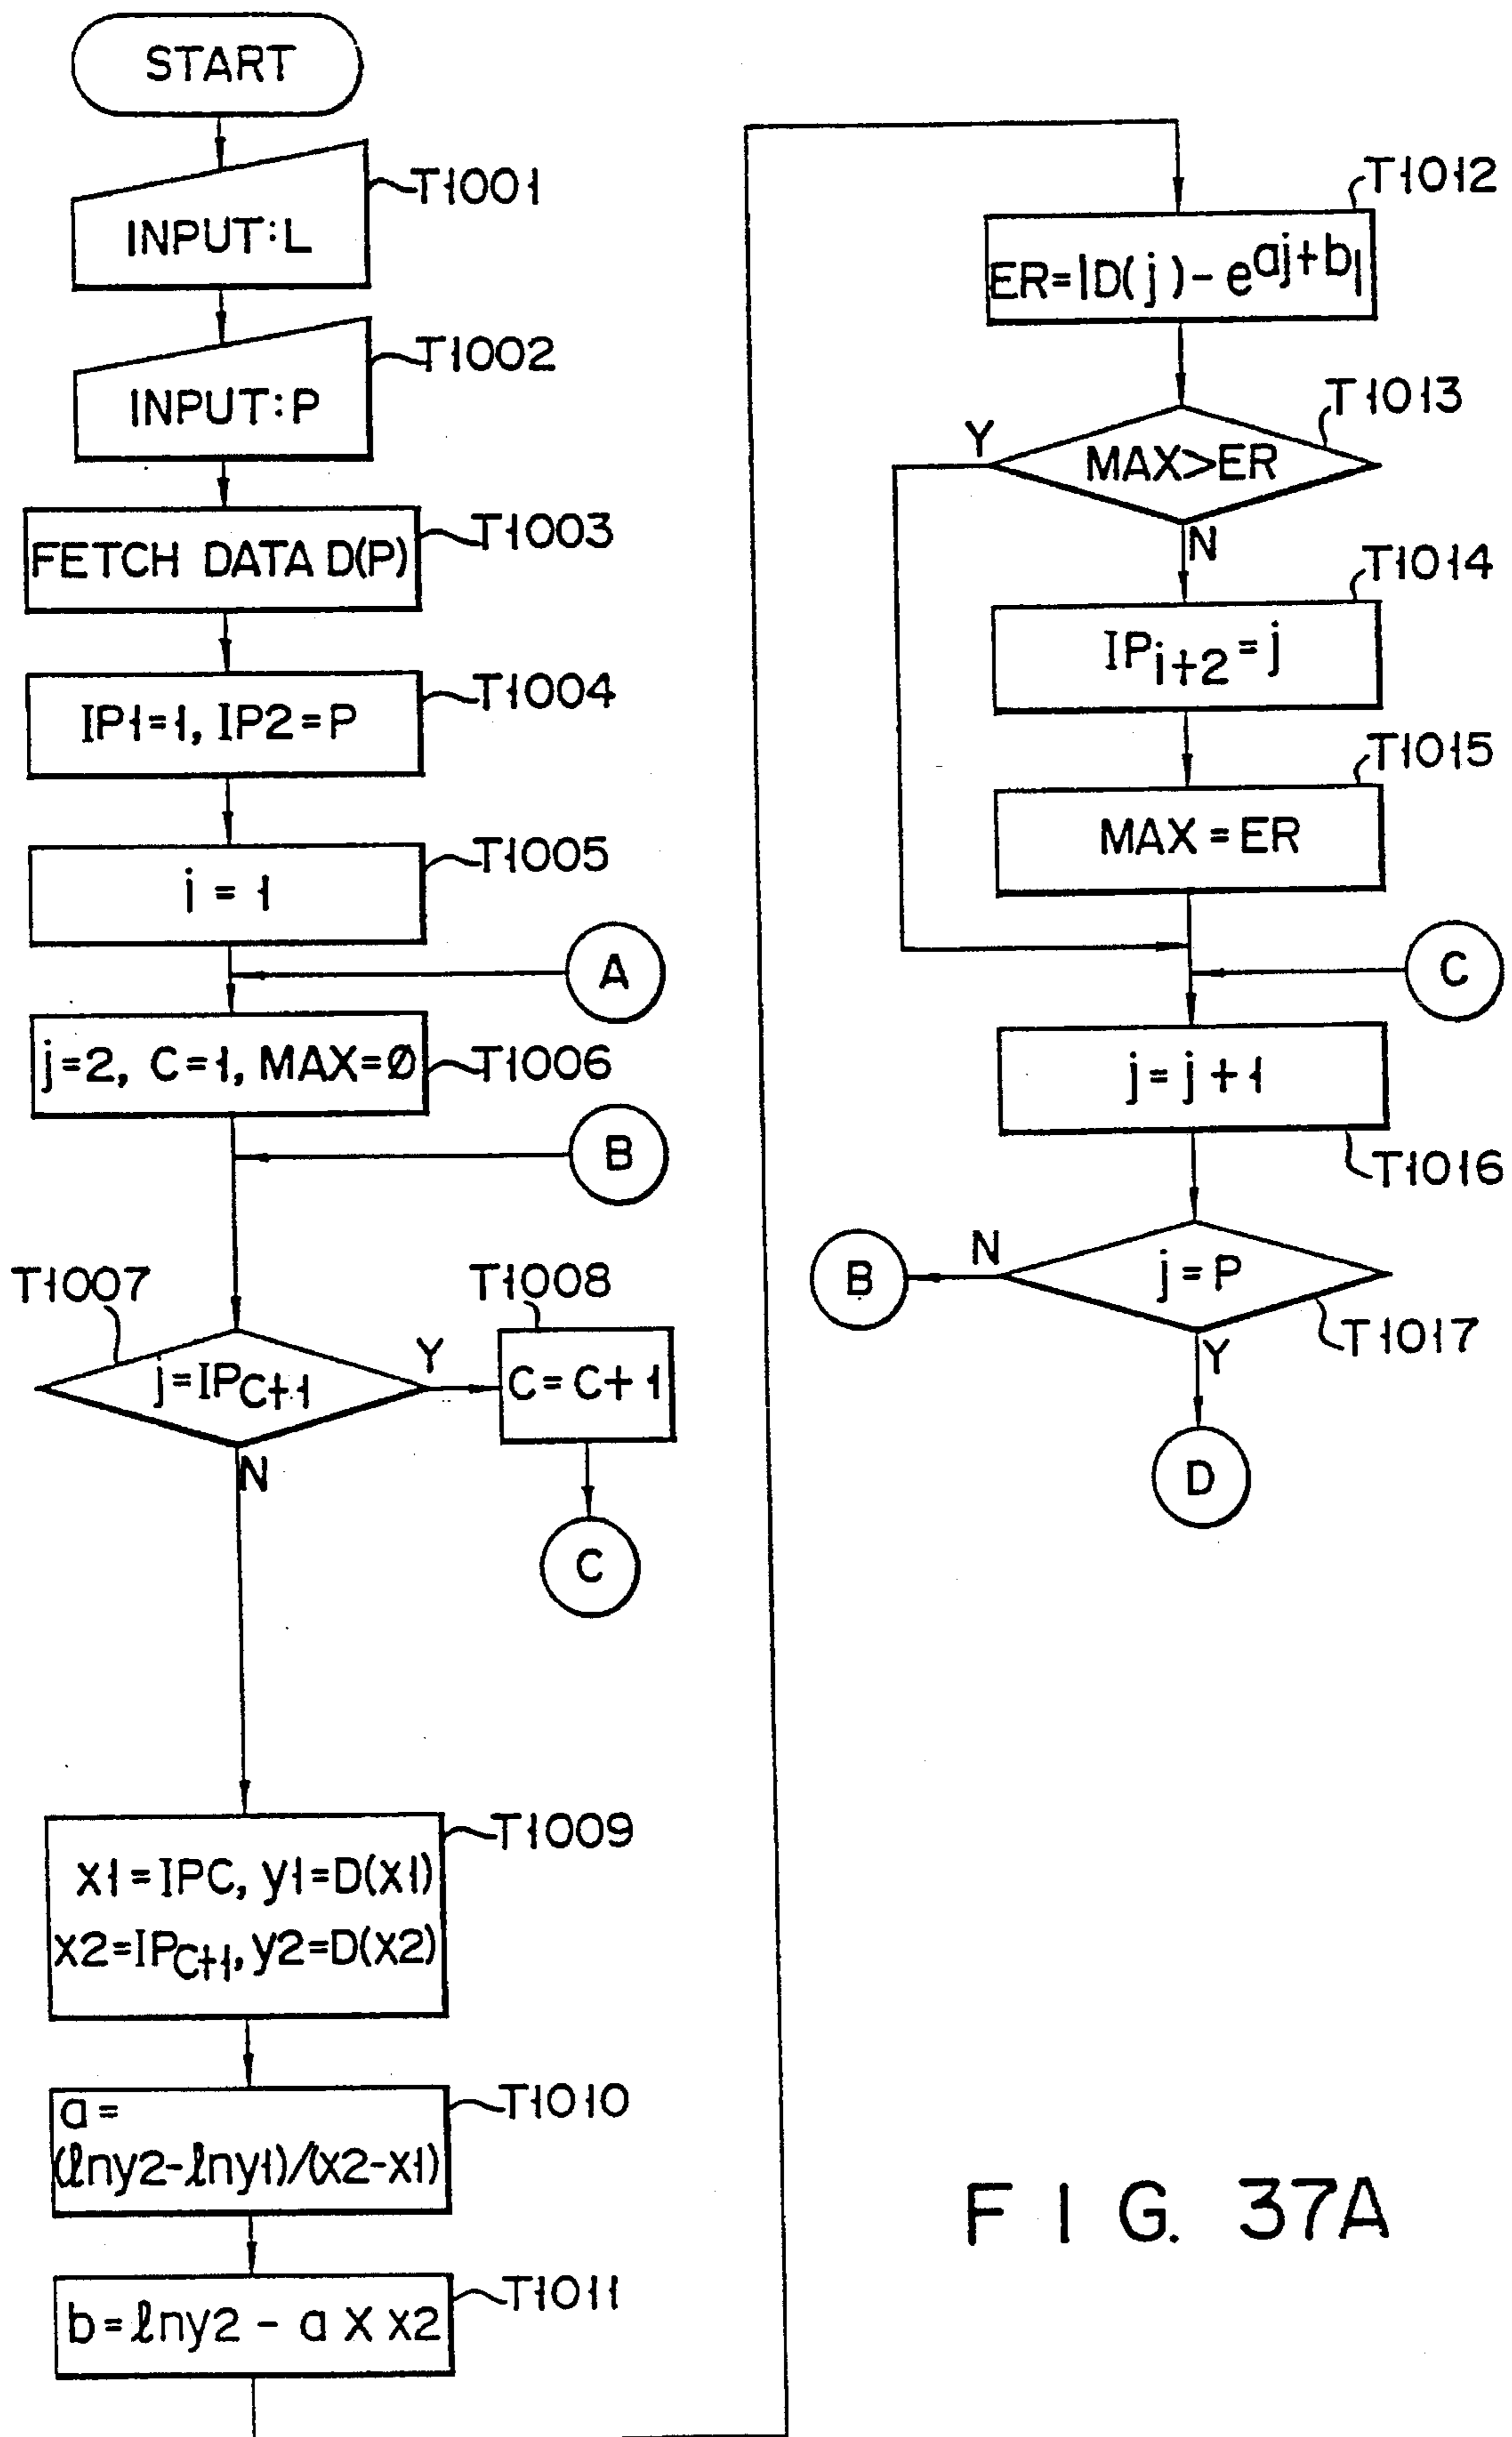 START
INPUT:L
T1001
INPUT:P
T1002
FETCH DATA D(P)
T1003
IP1=1, IP2=P
T1004
i = 1
T1005
A
j=2, C=1, MAX=Ø
T1006
B
T1007
j=IPC+1
Y
N
T1008
C=C+1
C
x1=IPC, y1=D(x1)
x2=IPC+1, y2=D(x2)
T1009
a=
(lny2-lny1)/(x2-x1)
T1010
b=lny2 - a X x2
T1011
T1012
ER=|D(j)-e^aj+b|
T1013
Y
MAX>ER
N
T1014
IPi+2=j
T1015
MAX=ER
C
j=j+1
T1016
B
N
j=P
T1017
Y
D
FIG. 37A